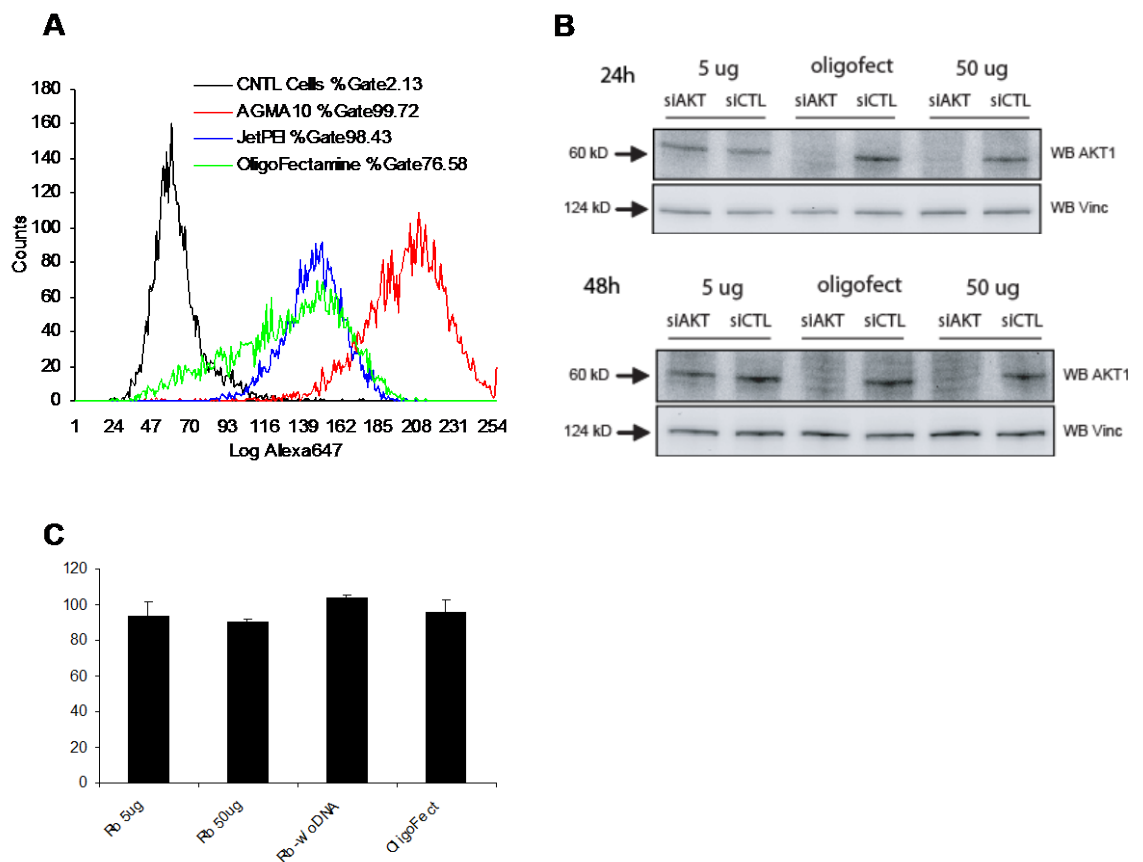 A
CNTL Cells %Gate2.13
AGMA10 %Gate99.72
JetPEI %Gate98.43
OligoFectamine %Gate76.58
180
160
140
120
100
80
60
40
20
0
Counts
1 24 47 70 93 116 139 162 185 208 231 254
Log Alexa647
B
24h
5 ug oligofect 50 ug
siAKT siCTL siAKT siCTL siAKT siCTL
60 kD WB AKT1
124 kD WB Vinc
48h
5 ug oligofect 50 ug
siAKT siCTL siAKT siCTL siAKT siCTL
60 kD WB AKT1
124 kD WB Vinc
C
120
100
80
60
40
20
0
Rb 5ug
Rb 50ug
Rb-w/oDNA
OligoFect